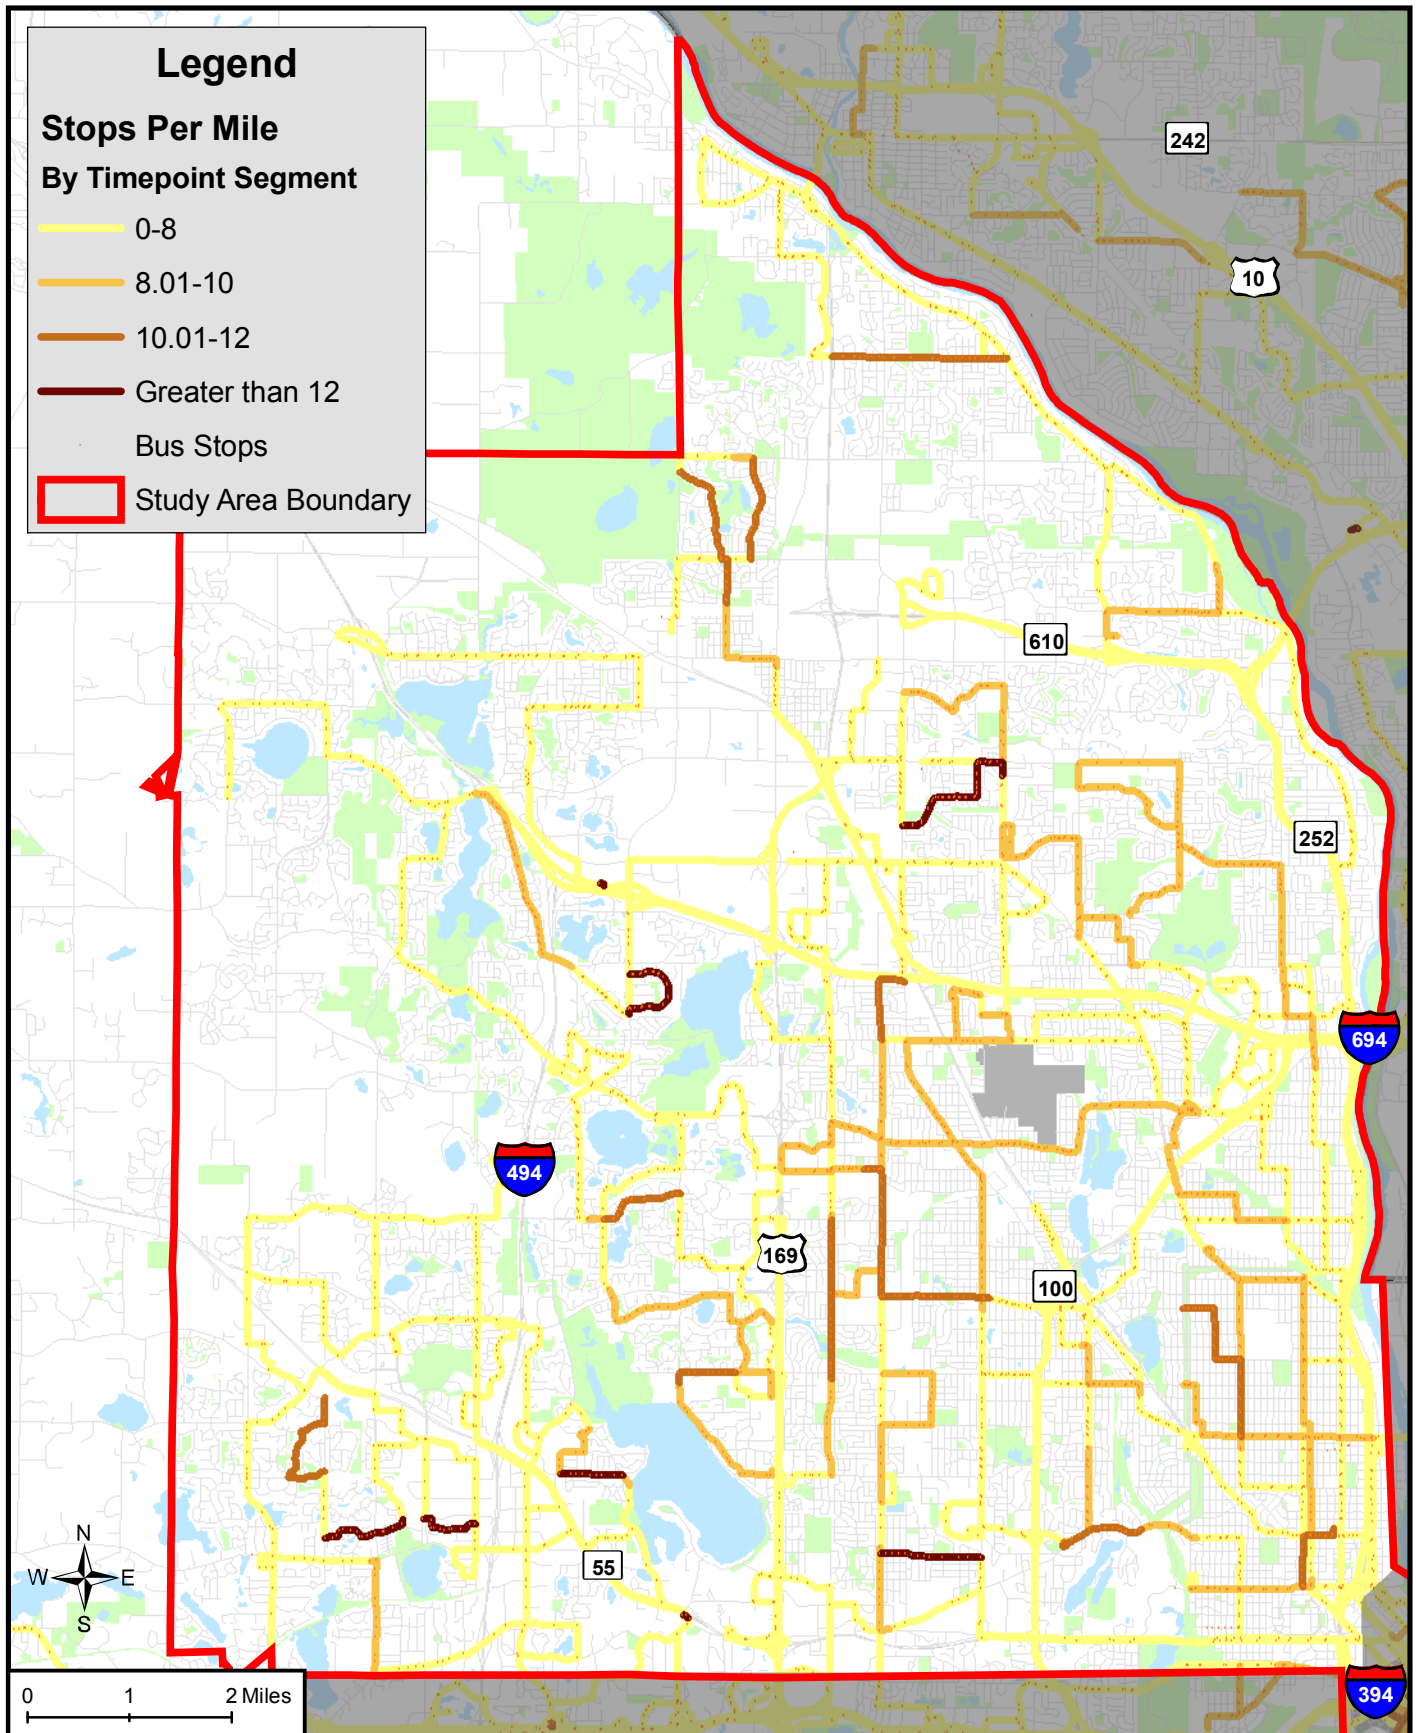 Legend
Stops Per Mile
By Timepoint Segment
0-8
8.01-10
10.01-12
Greater than 12
Bus Stops
Study Area Boundary
242
10
610
252
694
494
169
100
55
N
W E
S
0 1 2 Miles
394